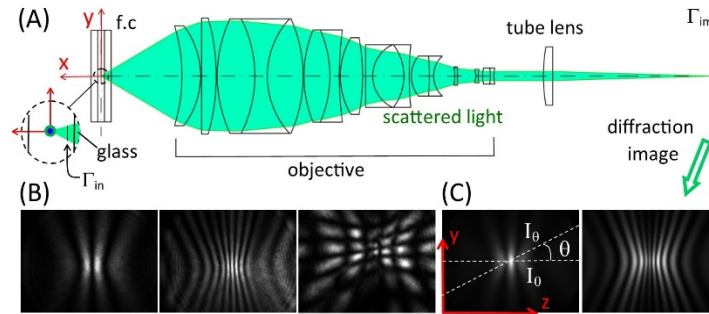 (A)
y
f.c
x
glass
Γin
objective
scattered light
tube lens
Γim
diffraction
image
(B)
(C)
y
Iθ
θ
I0
z